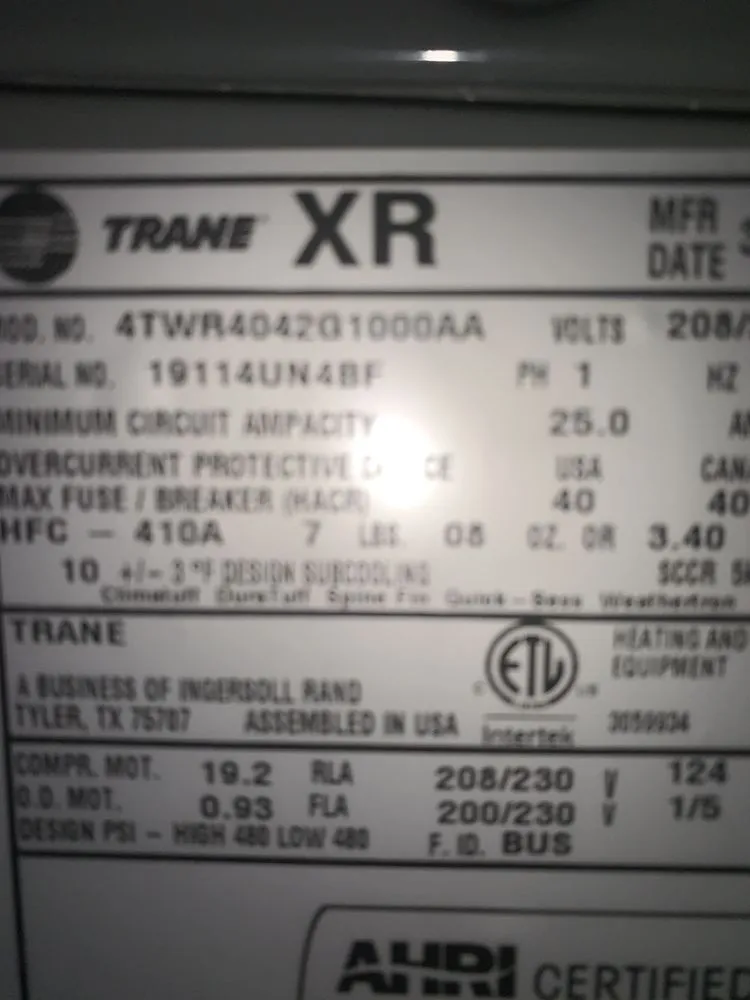 TRANE XR MFR
DATE
MOD. NO. 4TWR4042G1000AA VOLTS 208/
SERIAL NO. 19114UN4BF PH 1 HZ
MINIMUM CIRCUIT AMPACITY 25.0
OVERCURRENT PROTECTIVE USA
MAX FUSE / BREAKER (HACR) 40 40
HFC - 410A 7 LBS. 08 OZ. OR 3.40
10 +/- 3 °F DESIGN SUBCOOLING SCCR
Climatuff DuraTuff Spine Fin Quick-Sess Weathertron
TRANE
HEATING AND
EQUIPMENT
A BUSINESS OF INGERSOLL RAND
TYLER, TX 75707 ASSEMBLED IN USA
ETL
Intertek
3059934
COMPR. MOT. 19.2 RLA 208/230 V 124
O.D. MOT. 0.93 FLA 200/230 V 1/5
DESIGN PSI - HIGH 480 LOW 480 F. ID. BUS
AHRI CERTIFIED